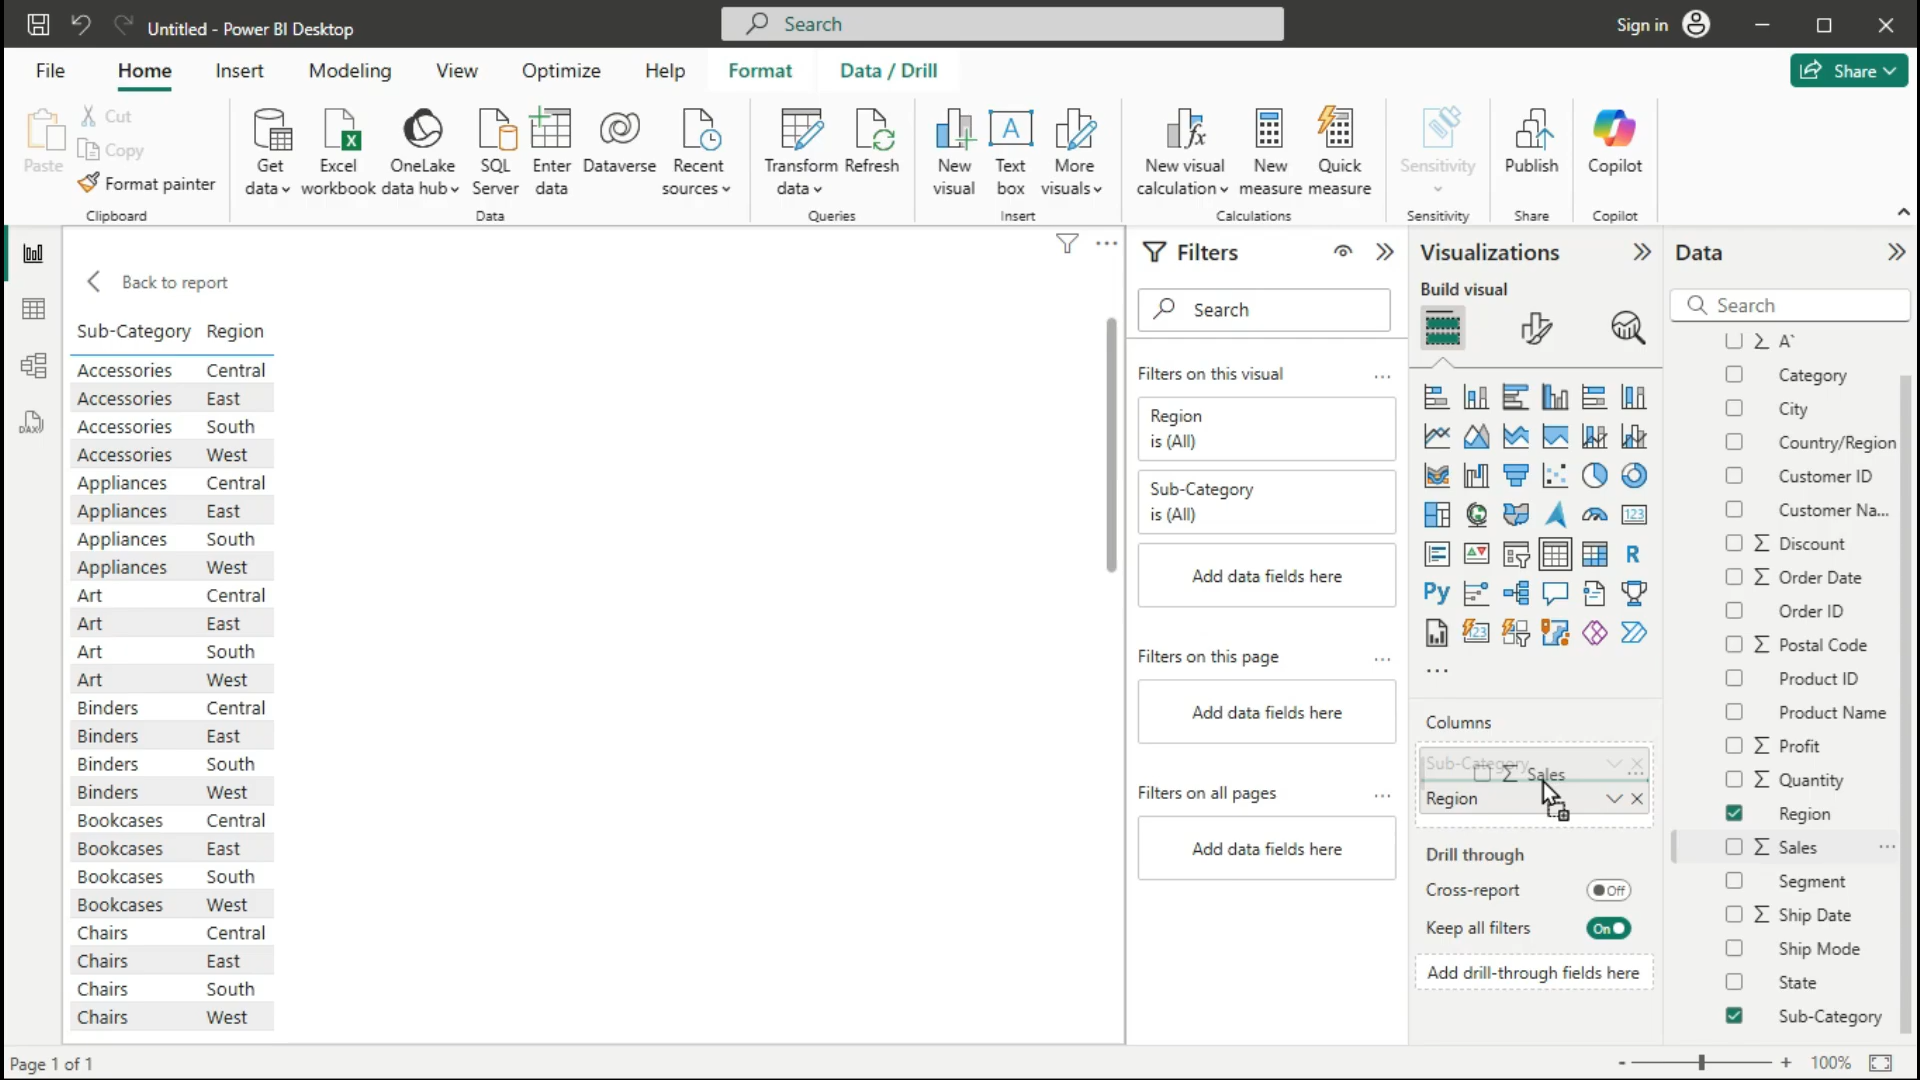 Untitled - Power BI Desktop
Search
Sign in
File
Home
Insert
Modeling
View
Optimize
Help
Format
Data / Drill
Share
Paste
Cut
Copy
Format painter
Clipboard
Get
data
Excel
workbook
OneLake
data hub
SQL
Server
Enter
data
Dataverse
Recent
sources
Data
Transform
data
Refresh
Queries
New
visual
A
Text
box
More
visuals
Insert
New visual
calculation
New
measure
Quick
measure
Calculations
Sensitivity
Sensitivity
Publish
Share
Copilot
Copilot
Back to report
Sub-Category Region
Accessories Central
Accessories East
Accessories South
Accessories West
Appliances Central
Appliances East
Appliances South
Appliances West
Art Central
Art East
Art South
Art West
Binders Central
Binders East
Binders South
Binders West
Bookcases Central
Bookcases East
Bookcases South
Bookcases West
Chairs Central
Chairs East
Chairs South
Chairs West
DAX
Filters
Search
Filters on this visual
Region
is (All)
Sub-Category
is (All)
Add data fields here
Filters on this page
Add data fields here
Filters on all pages
Add data fields here
Visualizations
Build visual
123
R
Py
123
Columns
Sub-Category
Σ Sales
Region
Drill through
Cross-report
Off
Keep all filters
On
Add drill-through fields here
Data
Search
Σ A`
Category
City
Country/Region
Customer ID
Customer Na...
Σ Discount
Σ Order Date
Order ID
Σ Postal Code
Product ID
Product Name
Σ Profit
Σ Quantity
Region
Σ Sales
Segment
Σ Ship Date
Ship Mode
State
Sub-Category
Page 1 of 1
- + 100%